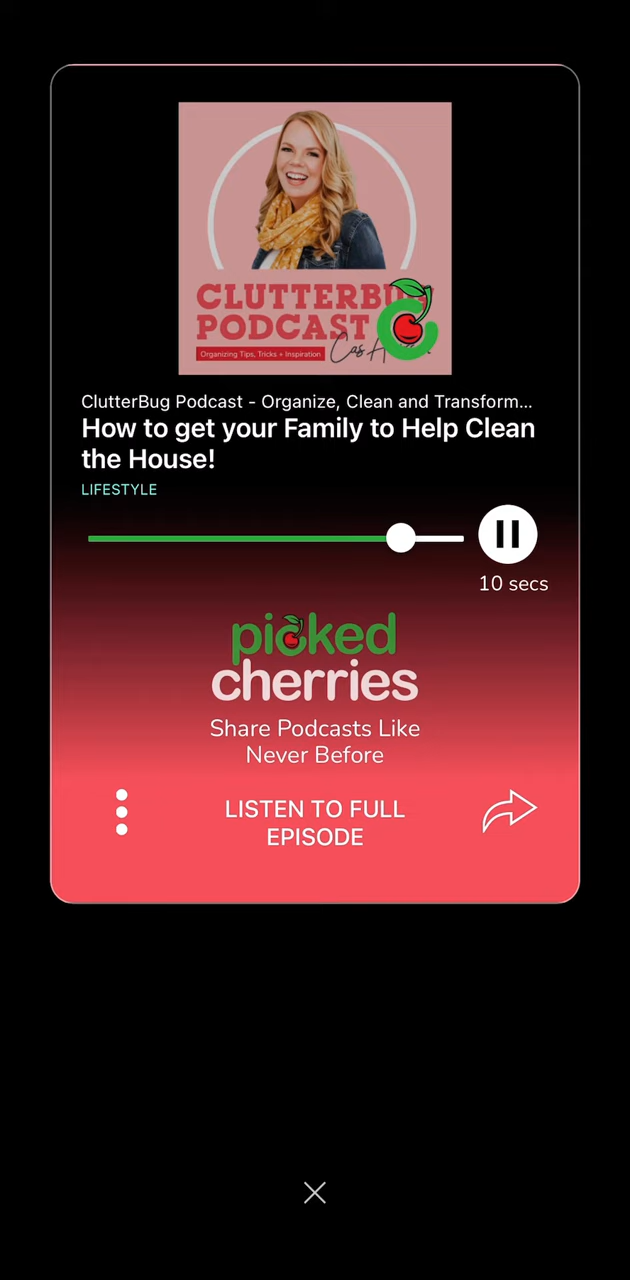 CLUTTERBUG
PODCAST
Organizing Tips, Tricks + Inspiration
ClutterBug Podcast - Organize, Clean and Transform...
How to get your Family to Help Clean
the House!
LIFESTYLE
10 secs
picked
cherries
Share Podcasts Like
Never Before
LISTEN TO FULL
EPISODE